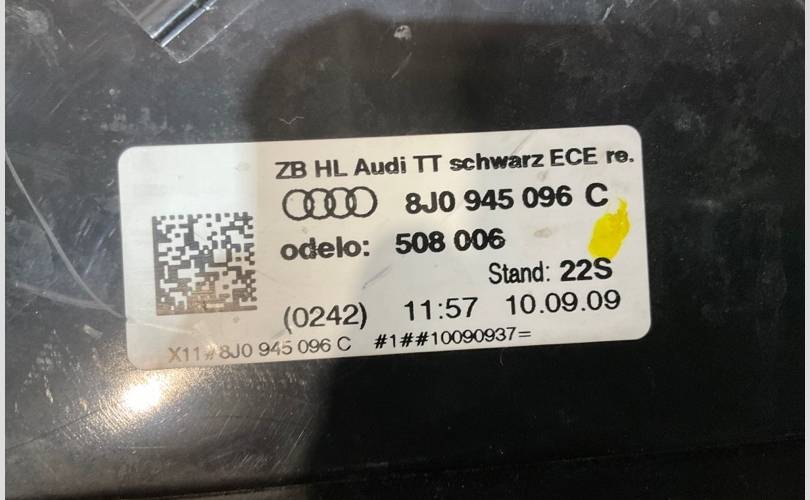 ZB HL Audi TT schwarz ECE re.
8J0 945 096 C
odelo: 508 006
Stand: 22S
(0242) 11:57 10.09.09
X11#8J0 945 096 C #1##10090937=